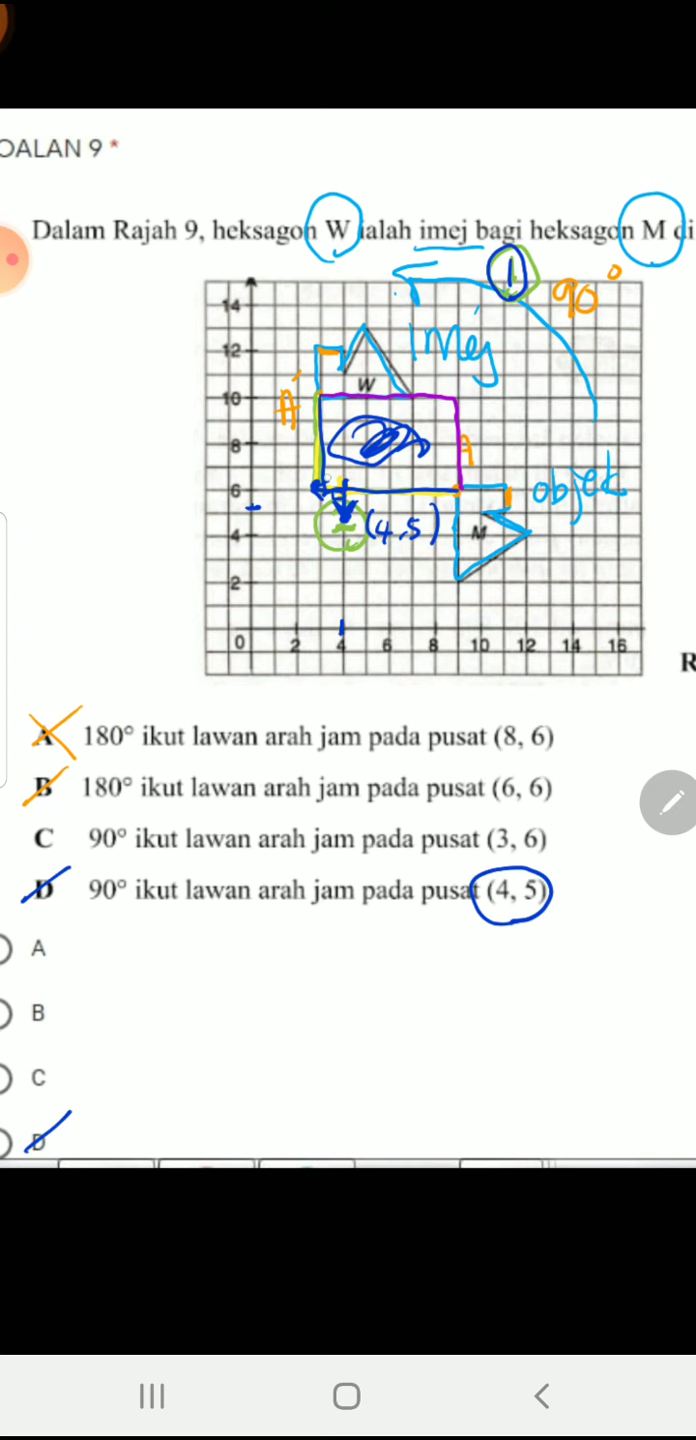 OALAN 9 *
Dalam Rajah 9, heksagon W ialah imej bagi heksagon M di
1
90°
14
imej
12
W
10
A'
8
A
6
objek
(4,5)
4
M
2
0 2 4 6 8 10 12 14 16
R
A 180° ikut lawan arah jam pada pusat (8, 6)
B 180° ikut lawan arah jam pada pusat (6, 6)
C 90° ikut lawan arah jam pada pusat (3, 6)
D 90° ikut lawan arah jam pada pusat (4, 5)
A
B
C
D